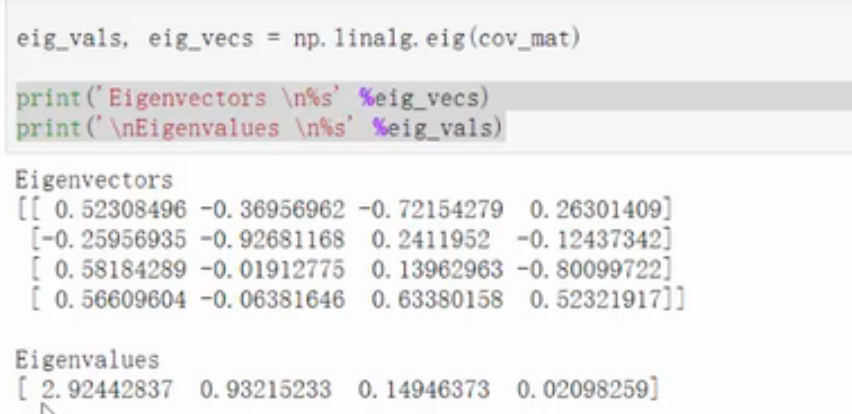 eig_vals, eig_vecs = np.linalg.eig(cov_mat)
print('Eigenvectors \n%s' %eig_vecs)
print('\nEigenvalues \n%s' %eig_vals)
Eigenvectors
[[ 0.52308496 -0.36956962 -0.72154279  0.26301409]
 [-0.25956935 -0.92681168  0.2411952  -0.12437342]
 [ 0.58184289 -0.01912775  0.13962963 -0.80099722]
 [ 0.56609604 -0.06381646  0.63380158  0.52321917]]
Eigenvalues
[ 2.92442837  0.93215233  0.14946373  0.02098259]